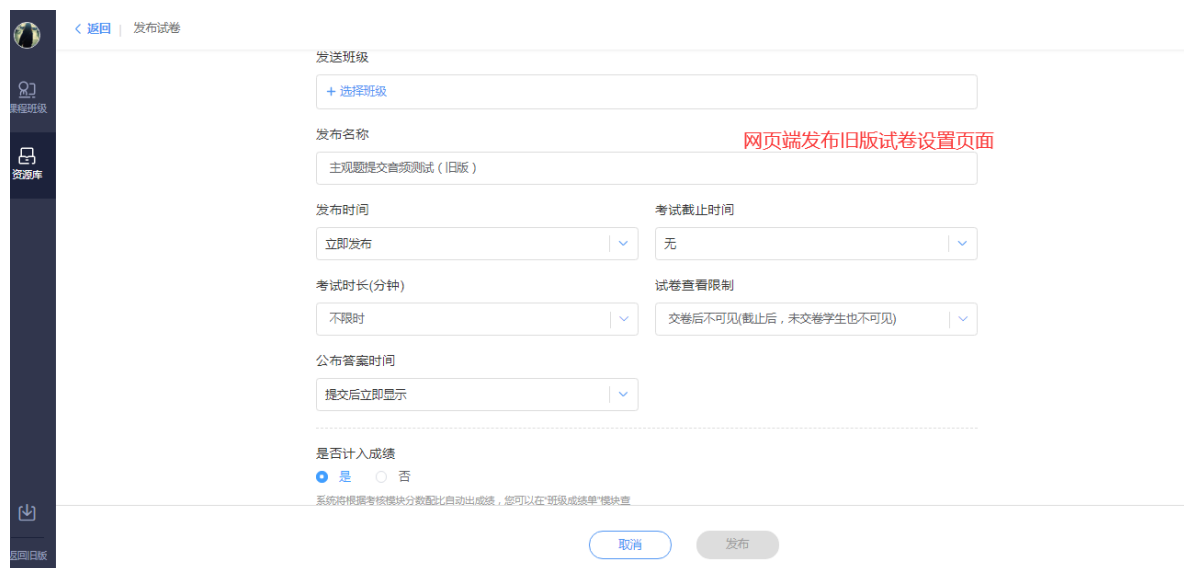 返回 | 发布试卷
发送班级
+ 选择班级
发布名称
网页端发布旧版试卷设置页面
主观题提交音频测试（旧版）
发布时间
考试截止时间
立即发布
无
考试时长(分钟)
试卷查看限制
不限时
交卷后不可见(截止后，未交卷学生也不可见)
公布答案时间
提交后立即显示
是否计入成绩
是
否
系统将根据考核模块分数配比自动出成绩，您可以在“班级成绩单”模块查
取消
发布
课程班级
资源库
返回旧版